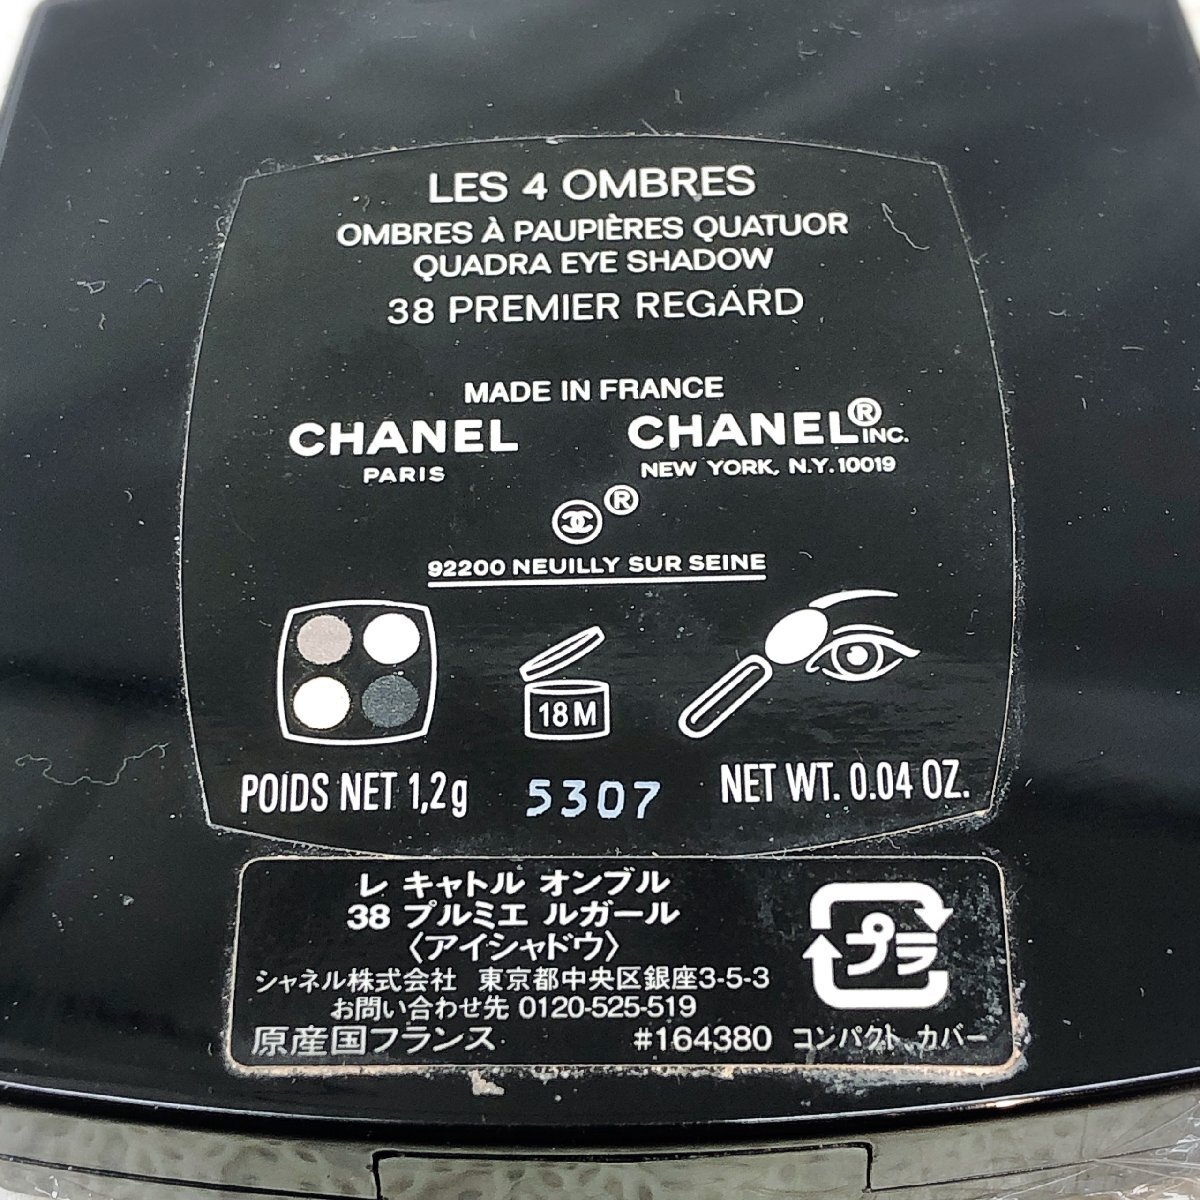 LES 4 OMBRES
OMBRES À PAUPIÈRES QUATUOR
QUADRA EYE SHADOW
38 PREMIER REGARD
MADE IN FRANCE
CHANEL
PARIS
CHANEL® INC.
NEW YORK, N.Y. 10019
®
92200 NEUILLY SUR SEINE
18M
POIDS NET 1,2g
5307
NET WT. 0.04 OZ.
レ キャトル オンブル
38 プルミエ ルガール
〈アイシャドウ〉
シャネル株式会社 東京都中央区銀座3-5-3
お問い合わせ先 0120-525-519
原産国フランス #164380
プラ
コンパクト、カバー